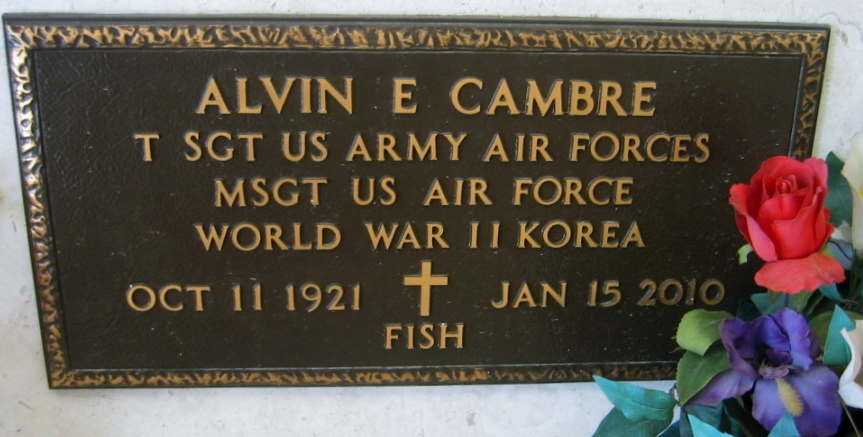 ALVIN E CAMBRE
T SGT US ARMY AIR FORCES
MSGT US AIR FORCE
WORLD WAR II KOREA
OCT 11 1921 JAN 15 2010
FISH